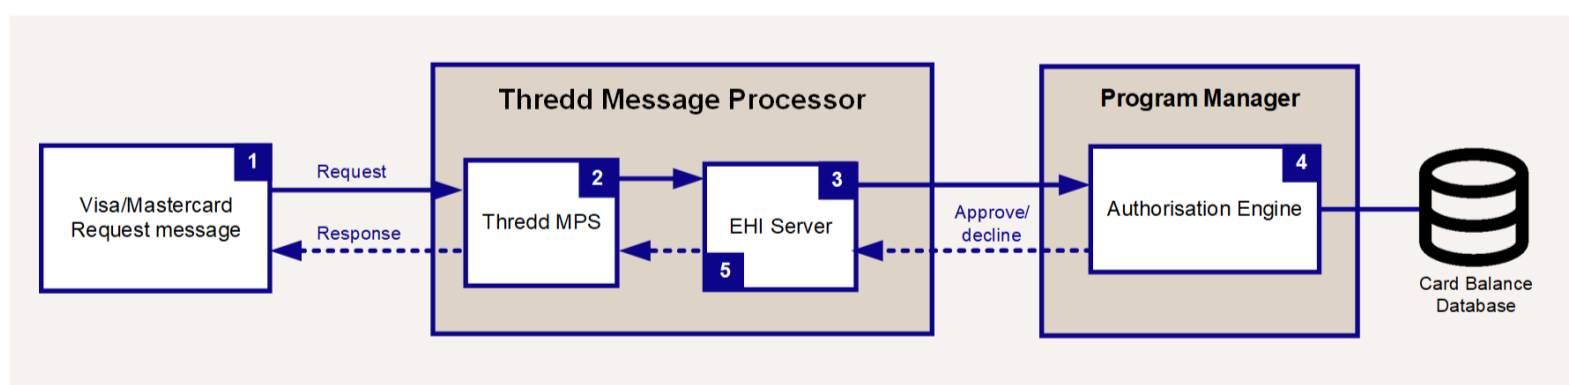 Thredd Message Processor
Program Manager
1
Visa/Mastercard
Request message
Request
Response
2
Thredd MPS
3
EHI Server
5
Approve/
decline
4
Authorisation Engine
Card Balance
Database